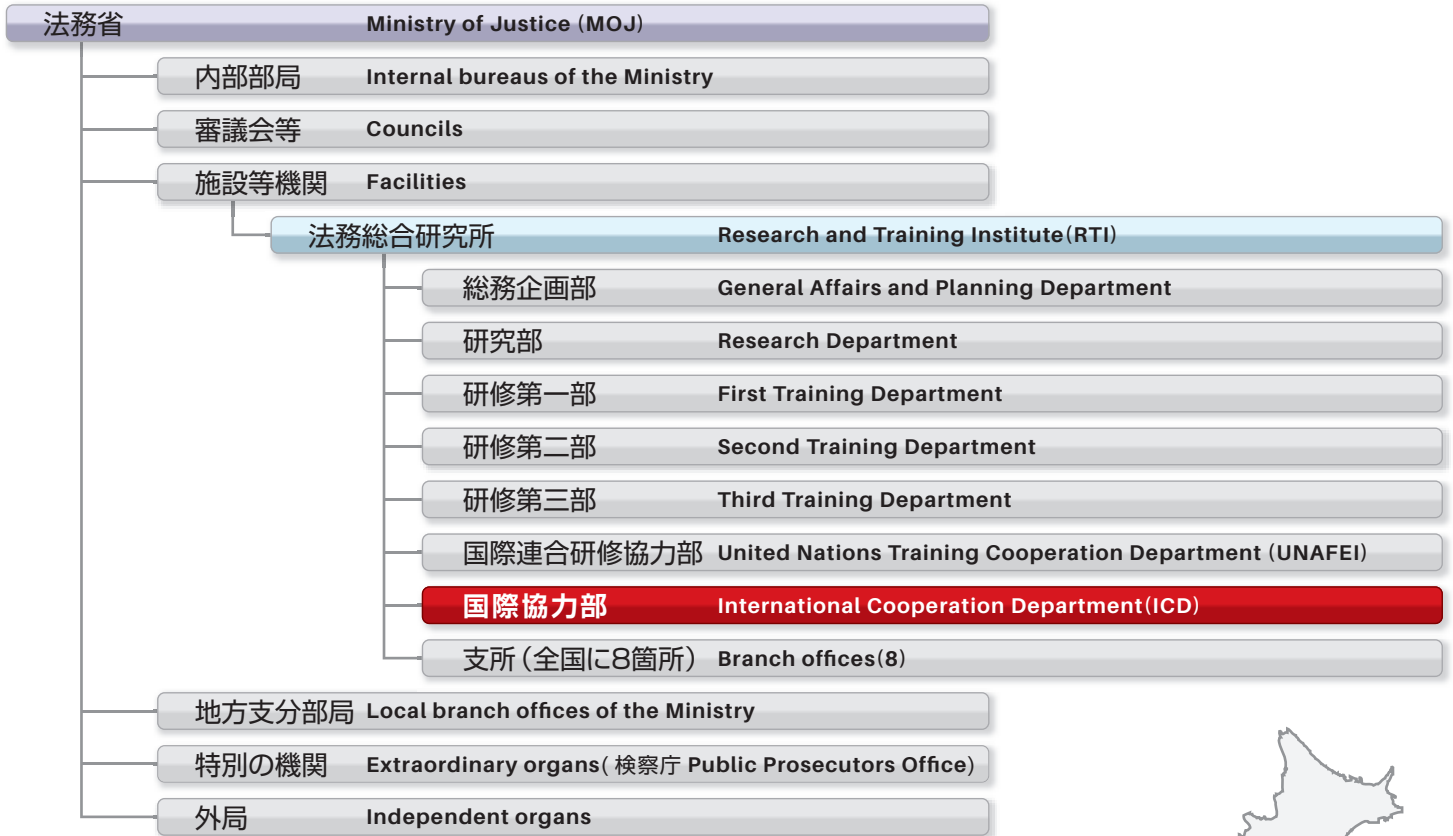 法務省 Ministry of Justice (MOJ)
内部部局 Internal bureaus of the Ministry
審議会等 Councils
施設等機関 Facilities
法務総合研究所 Research and Training Institute(RTI)
総務企画部 General Affairs and Planning Department
研究部 Research Department
研修第一部 First Training Department
研修第二部 Second Training Department
研修第三部 Third Training Department
国際連合研修協力部 United Nations Training Cooperation Department (UNAFEI)
国際協力部 International Cooperation Department(ICD)
支所(全国に8箇所) Branch offices(8)
地方支分部局 Local branch offices of the Ministry
特別の機関 Extraordinary organs( 検察庁 Public Prosecutors Office)
外局 Independent organs